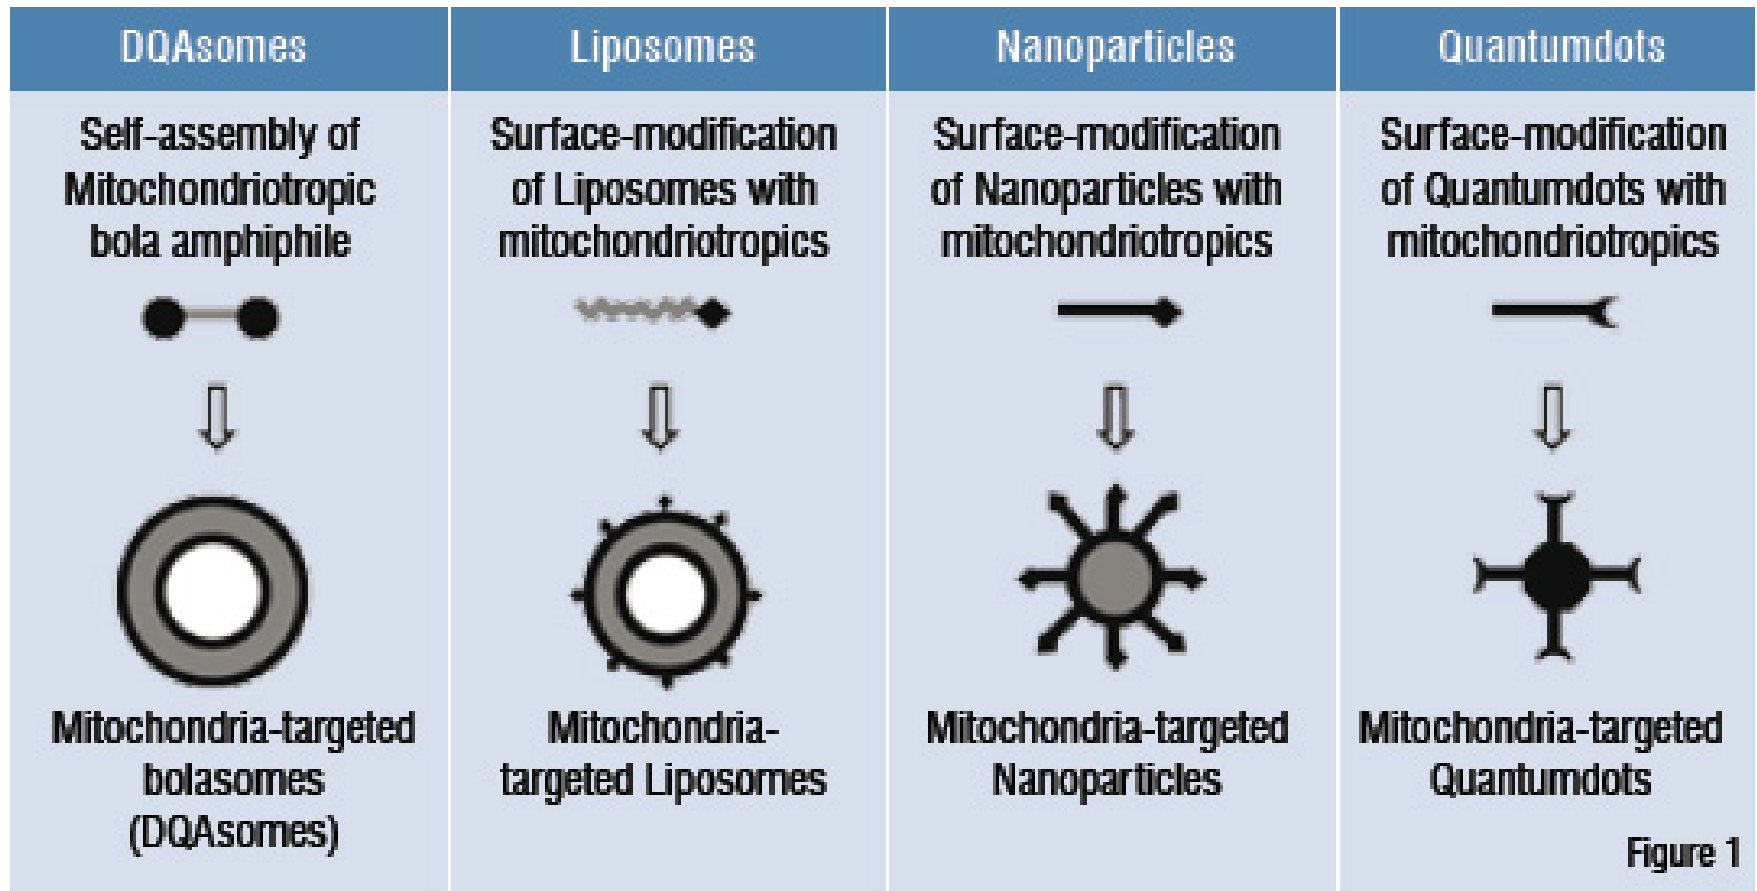 DQAsomes
Self-assembly of
Mitochondriotropic
bola amphiphile
Mitochondria-targeted
bolasomes
(DQAsomes)
Liposomes
Surface-modification
of Liposomes with
mitochondriotropics
Mitochondria-
targeted Liposomes
Nanoparticles
Surface-modification
of Nanoparticles with
mitochondriotropics
Mitochondria-targeted
Nanoparticles
Quantumdots
Surface-modification
of Quantumdots with
mitochondriotropics
Mitochondria-targeted
Quantumdots
Figure 1